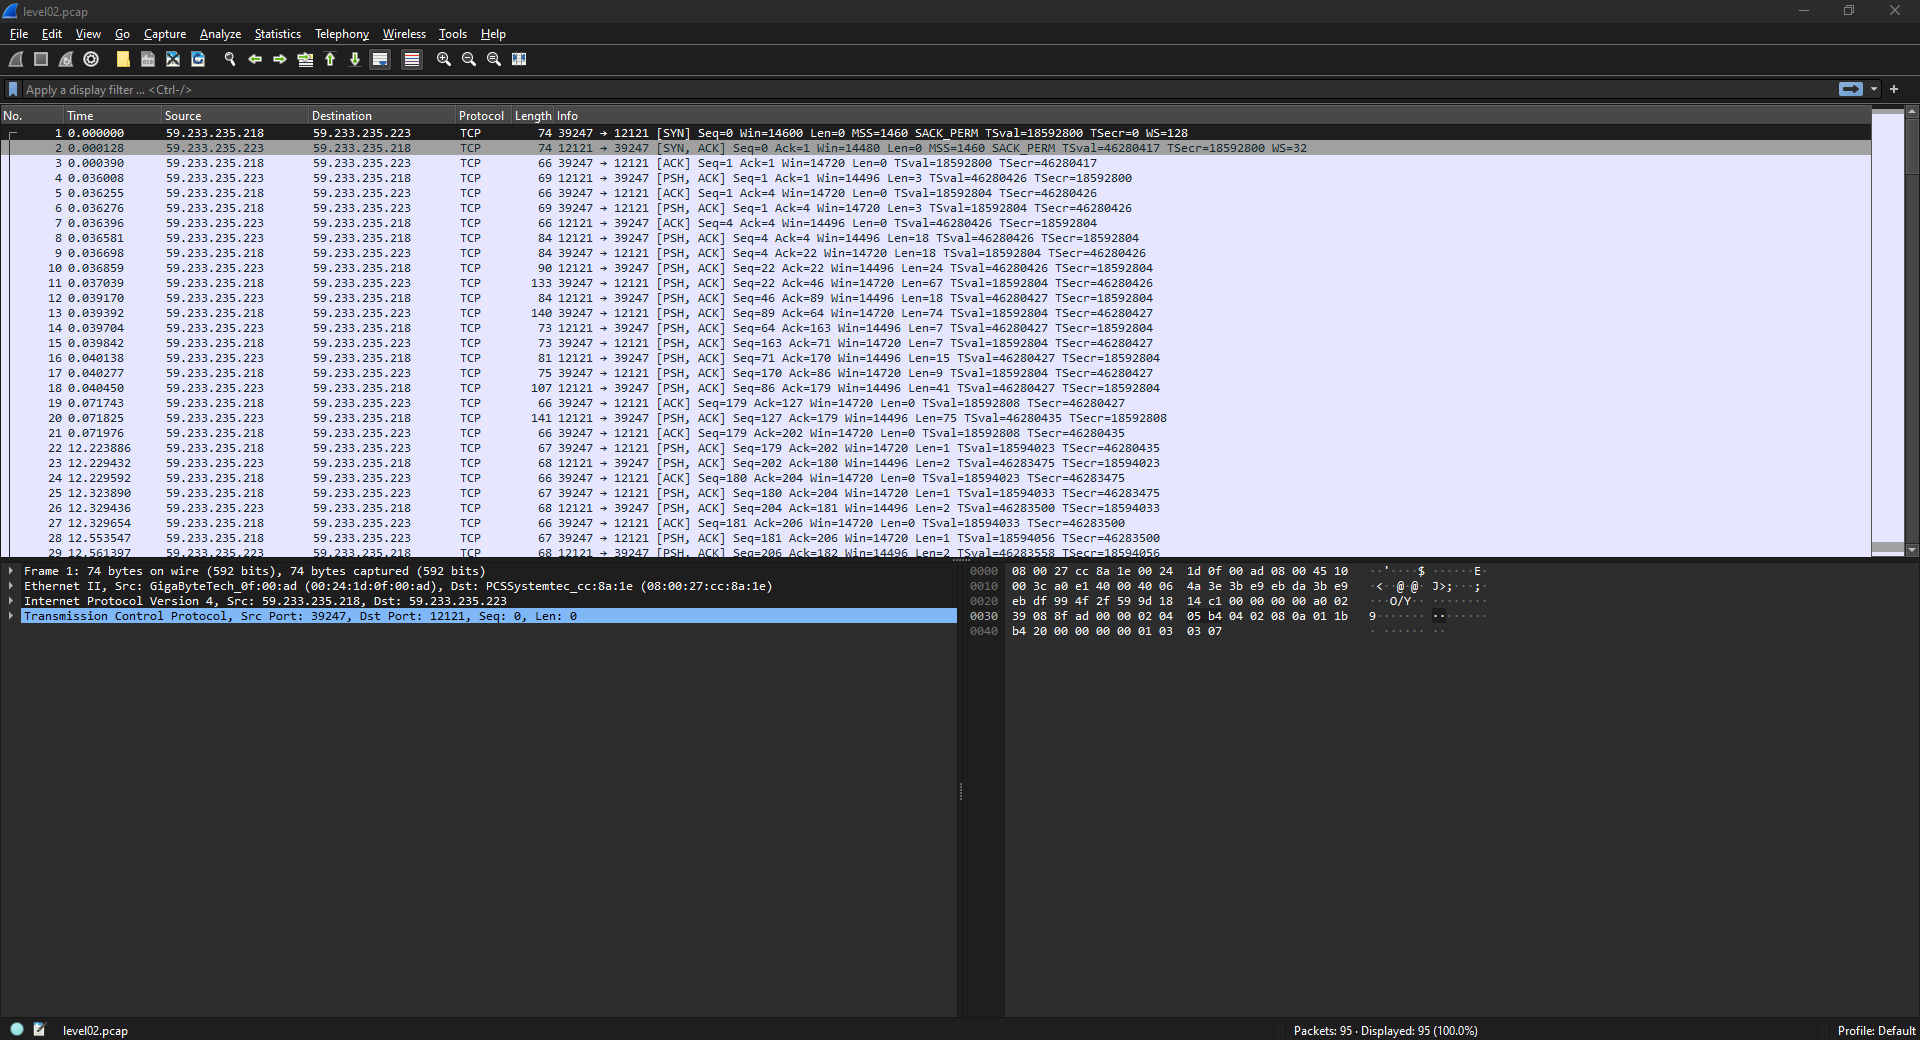 level02.pcap
File Edit View Go Capture Analyze Statistics Telephony Wireless Tools Help
Apply a display filter ... <Ctrl-/>
No. Time Source Destination Protocol Length Info
1 0.000000 59.233.235.218 59.233.235.223 TCP 74 39247 → 12121 [SYN] Seq=0 Win=14600 Len=0 MSS=1460 SACK_PERM TSval=18592800 TSecr=0 WS=128
2 0.000128 59.233.235.223 59.233.235.218 TCP 74 12121 → 39247 [SYN, ACK] Seq=0 Ack=1 Win=14480 Len=0 MSS=1460 SACK_PERM TSval=46280417 TSecr=18592800 WS=32
3 0.000390 59.233.235.218 59.233.235.223 TCP 66 39247 → 12121 [ACK] Seq=1 Ack=1 Win=14720 Len=0 TSval=18592800 TSecr=46280417
4 0.036008 59.233.235.223 59.233.235.218 TCP 69 12121 → 39247 [PSH, ACK] Seq=1 Ack=1 Win=14496 Len=3 TSval=46280426 TSecr=18592800
5 0.036255 59.233.235.218 59.233.235.223 TCP 66 39247 → 12121 [ACK] Seq=1 Ack=4 Win=14720 Len=0 TSval=18592804 TSecr=46280426
6 0.036276 59.233.235.218 59.233.235.223 TCP 69 39247 → 12121 [PSH, ACK] Seq=1 Ack=4 Win=14720 Len=3 TSval=18592804 TSecr=46280426
7 0.036396 59.233.235.223 59.233.235.218 TCP 66 12121 → 39247 [ACK] Seq=4 Ack=4 Win=14496 Len=0 TSval=46280426 TSecr=18592804
8 0.036581 59.233.235.223 59.233.235.218 TCP 84 12121 → 39247 [PSH, ACK] Seq=4 Ack=4 Win=14496 Len=18 TSval=46280426 TSecr=18592804
9 0.036698 59.233.235.218 59.233.235.223 TCP 84 39247 → 12121 [PSH, ACK] Seq=4 Ack=22 Win=14720 Len=18 TSval=18592804 TSecr=46280426
10 0.036859 59.233.235.223 59.233.235.218 TCP 90 12121 → 39247 [PSH, ACK] Seq=22 Ack=22 Win=14496 Len=24 TSval=46280426 TSecr=18592804
11 0.037039 59.233.235.218 59.233.235.223 TCP 133 39247 → 12121 [PSH, ACK] Seq=22 Ack=46 Win=14720 Len=67 TSval=18592804 TSecr=46280426
12 0.039170 59.233.235.223 59.233.235.218 TCP 84 12121 → 39247 [PSH, ACK] Seq=46 Ack=89 Win=14496 Len=18 TSval=46280427 TSecr=18592804
13 0.039392 59.233.235.218 59.233.235.223 TCP 140 39247 → 12121 [PSH, ACK] Seq=89 Ack=64 Win=14720 Len=74 TSval=18592804 TSecr=46280427
14 0.039704 59.233.235.223 59.233.235.218 TCP 73 12121 → 39247 [PSH, ACK] Seq=64 Ack=163 Win=14496 Len=7 TSval=46280427 TSecr=18592804
15 0.039842 59.233.235.218 59.233.235.223 TCP 73 39247 → 12121 [PSH, ACK] Seq=163 Ack=71 Win=14720 Len=7 TSval=18592804 TSecr=46280427
16 0.040138 59.233.235.223 59.233.235.218 TCP 81 12121 → 39247 [PSH, ACK] Seq=71 Ack=170 Win=14496 Len=15 TSval=46280427 TSecr=18592804
17 0.040277 59.233.235.218 59.233.235.223 TCP 75 39247 → 12121 [PSH, ACK] Seq=170 Ack=86 Win=14720 Len=9 TSval=18592804 TSecr=46280427
18 0.040450 59.233.235.223 59.233.235.218 TCP 107 12121 → 39247 [PSH, ACK] Seq=86 Ack=179 Win=14496 Len=41 TSval=46280427 TSecr=18592804
19 0.071743 59.233.235.218 59.233.235.223 TCP 66 39247 → 12121 [ACK] Seq=179 Ack=127 Win=14720 Len=0 TSval=18592808 TSecr=46280427
20 0.071825 59.233.235.223 59.233.235.218 TCP 141 12121 → 39247 [PSH, ACK] Seq=127 Ack=179 Win=14496 Len=75 TSval=46280435 TSecr=18592808
21 0.071976 59.233.235.218 59.233.235.223 TCP 66 39247 → 12121 [ACK] Seq=179 Ack=202 Win=14720 Len=0 TSval=18592808 TSecr=46280435
22 12.223886 59.233.235.218 59.233.235.223 TCP 67 39247 → 12121 [PSH, ACK] Seq=179 Ack=202 Win=14720 Len=1 TSval=18594023 TSecr=46280435
23 12.229432 59.233.235.223 59.233.235.218 TCP 68 12121 → 39247 [PSH, ACK] Seq=202 Ack=180 Win=14496 Len=2 TSval=46283475 TSecr=18594023
24 12.229592 59.233.235.218 59.233.235.223 TCP 66 39247 → 12121 [ACK] Seq=180 Ack=204 Win=14720 Len=0 TSval=18594023 TSecr=46283475
25 12.323890 59.233.235.218 59.233.235.223 TCP 67 39247 → 12121 [PSH, ACK] Seq=180 Ack=204 Win=14720 Len=1 TSval=18594033 TSecr=46283475
26 12.329436 59.233.235.223 59.233.235.218 TCP 68 12121 → 39247 [PSH, ACK] Seq=204 Ack=181 Win=14496 Len=2 TSval=46283500 TSecr=18594033
27 12.329654 59.233.235.218 59.233.235.223 TCP 66 39247 → 12121 [ACK] Seq=181 Ack=206 Win=14720 Len=0 TSval=18594033 TSecr=46283500
28 12.553547 59.233.235.218 59.233.235.223 TCP 67 39247 → 12121 [PSH, ACK] Seq=181 Ack=206 Win=14720 Len=1 TSval=18594056 TSecr=46283500
29 12.561397 59.233.235.223 59.233.235.218 TCP 68 12121 → 39247 [PSH, ACK] Seq=206 Ack=182 Win=14496 Len=2 TSval=46283558 TSecr=18594056
Frame 1: 74 bytes on wire (592 bits), 74 bytes captured (592 bits)
Ethernet II, Src: GigaByteTech_0f:00:ad (00:24:1d:0f:00:ad), Dst: PCSSystemtec_cc:8a:1e (08:00:27:cc:8a:1e)
Internet Protocol Version 4, Src: 59.233.235.218, Dst: 59.233.235.223
Transmission Control Protocol, Src Port: 39247, Dst Port: 12121, Seq: 0, Len: 0
0000 08 00 27 cc 8a 1e 00 24 1d 0f 00 ad 08 00 45 10 ··'····$ ······E·
0010 00 3c a0 e1 40 00 40 06 4a 3e 3b e9 eb da 3b e9 ·<··@·@· J>;···;·
0020 eb df 99 4f 2f 59 9d 18 14 c1 00 00 00 00 a0 02 ···O/Y·· ········
0030 39 08 8f ad 00 00 02 04 05 b4 04 02 08 0a 01 1b 9······· ········
0040 b4 20 00 00 00 00 01 03 03 07 · ······ ··
level02.pcap
Packets: 95 · Displayed: 95 (100.0%)
Profile: Default